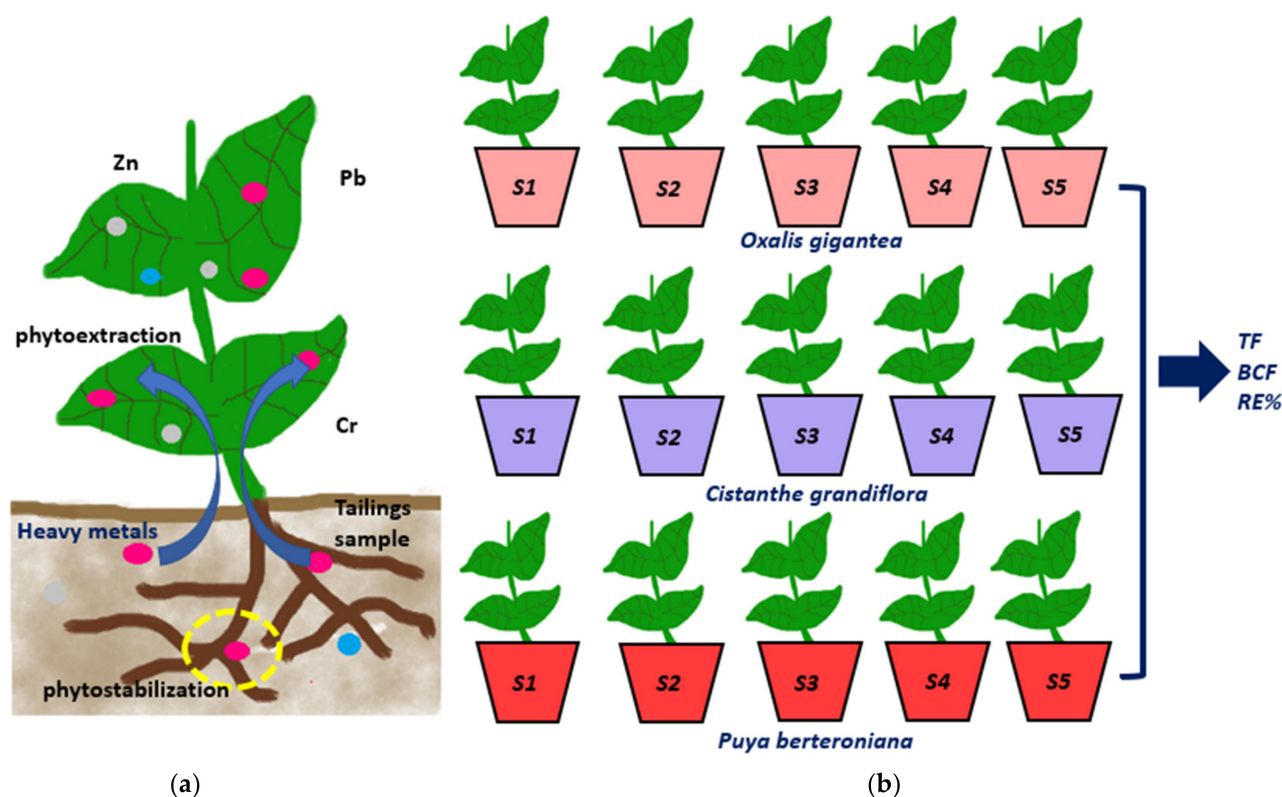 Zn
Pb
phytoextraction
Cr
Heavy metals
Tailings
sample
phytostabilization
(a)
S1 S2 S3 S4 S5
Oxalis gigantea
S1 S2 S3 S4 S5
Cistanthe grandiflora
S1 S2 S3 S4 S5
Puya berteroniana
TF
BCF
RE%
(b)